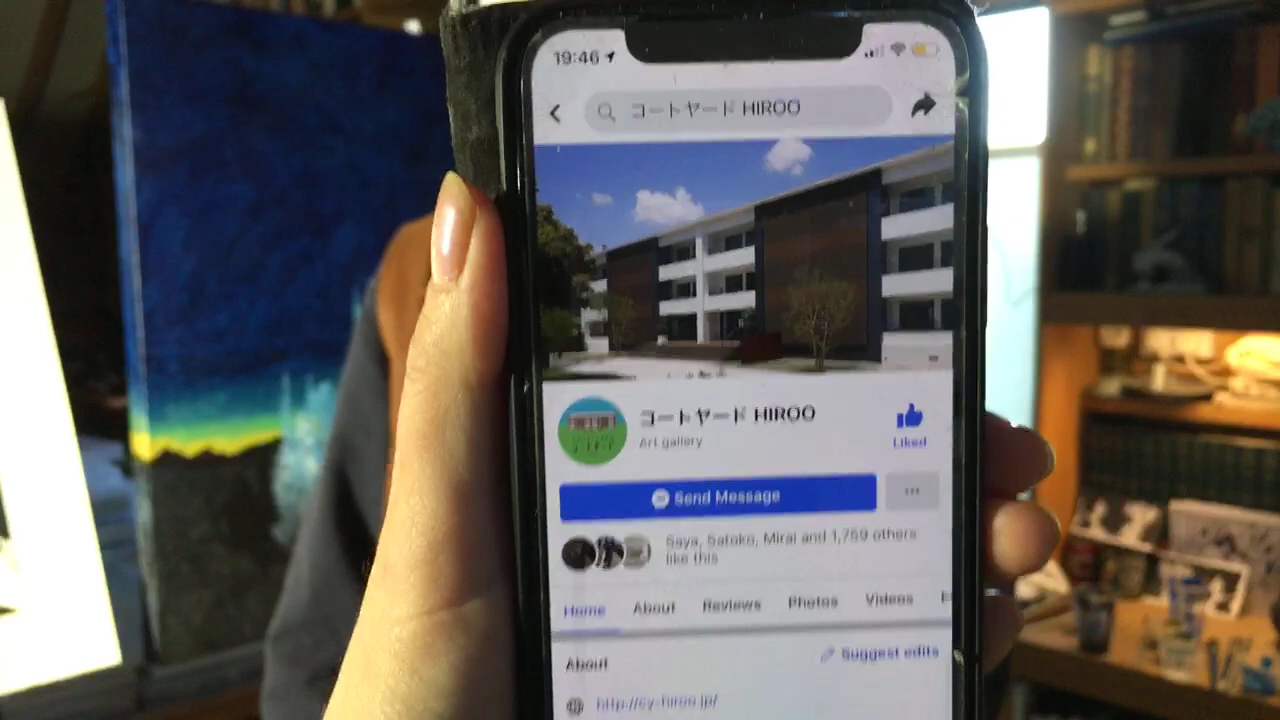 19:46
コートヤード HIROO
コートヤード HIROO
Art gallery
Liked
Send Message
Saya, Satoko, Mirai and 1,759 others
like this
Home About Reviews Photos Videos
About
Suggest edits
http://cy-hiroo.jp/